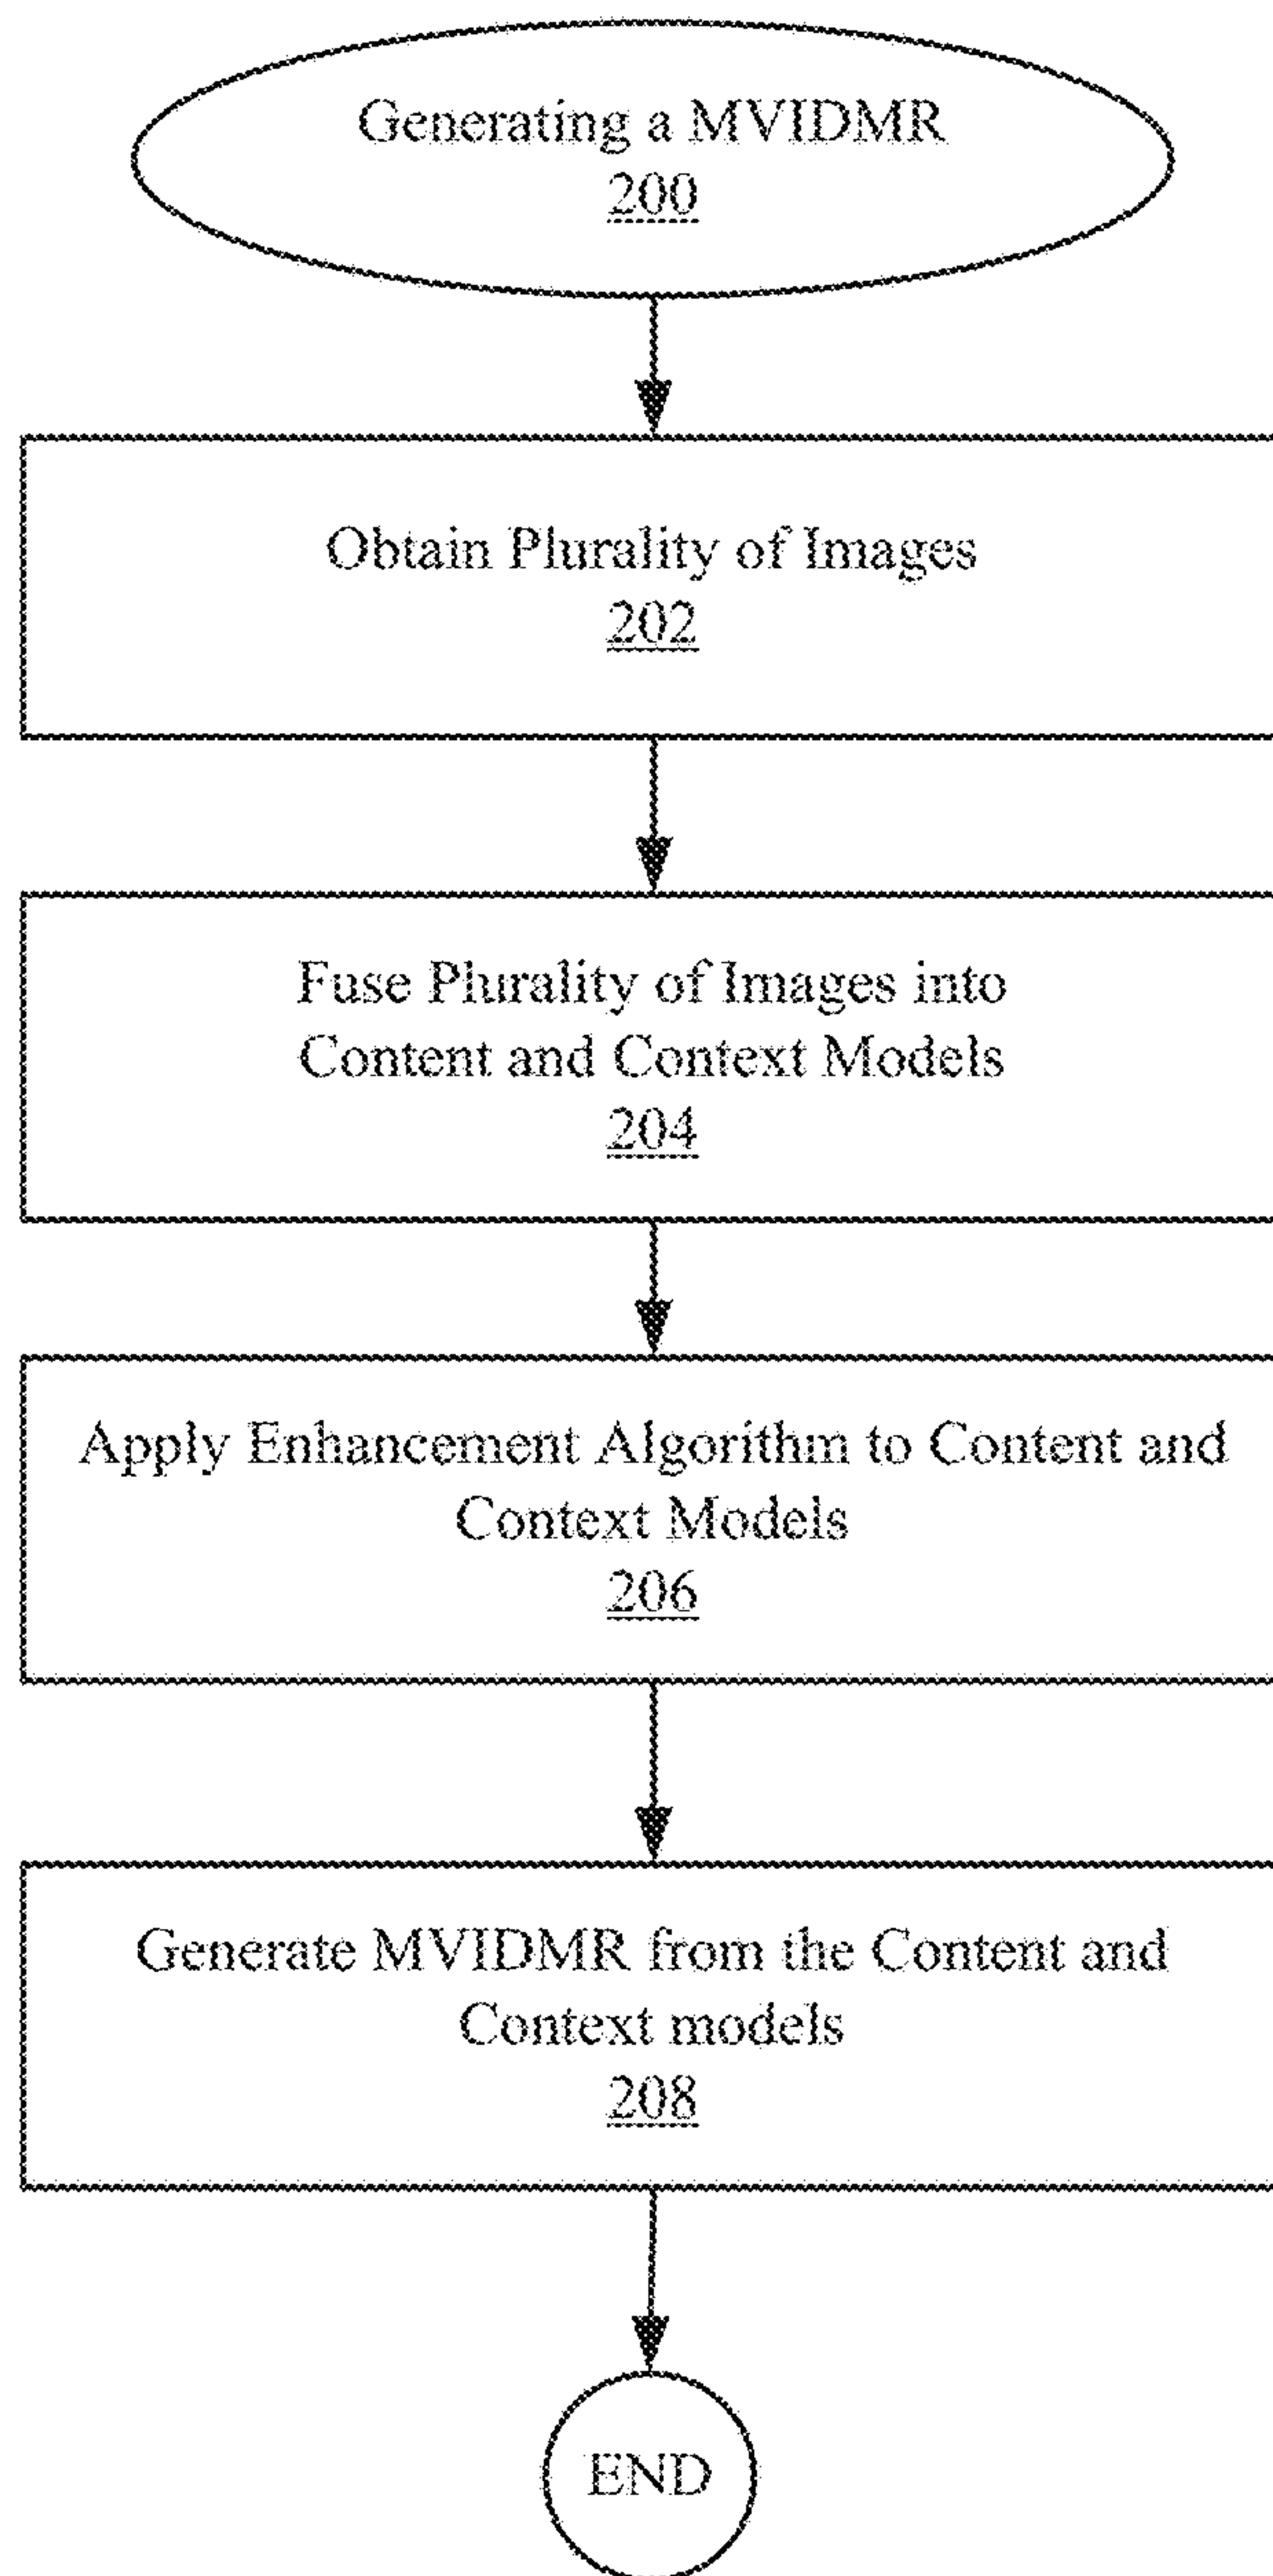 Generating a MVIDMR
200
Obtain Plurality of Images
202
Fuse Plurality of Images into
Content and Context Models
204
Apply Enhancement Algorithm to Content and
Context Models
206
Generate MVIDMR from the Content and
Context models
208
END